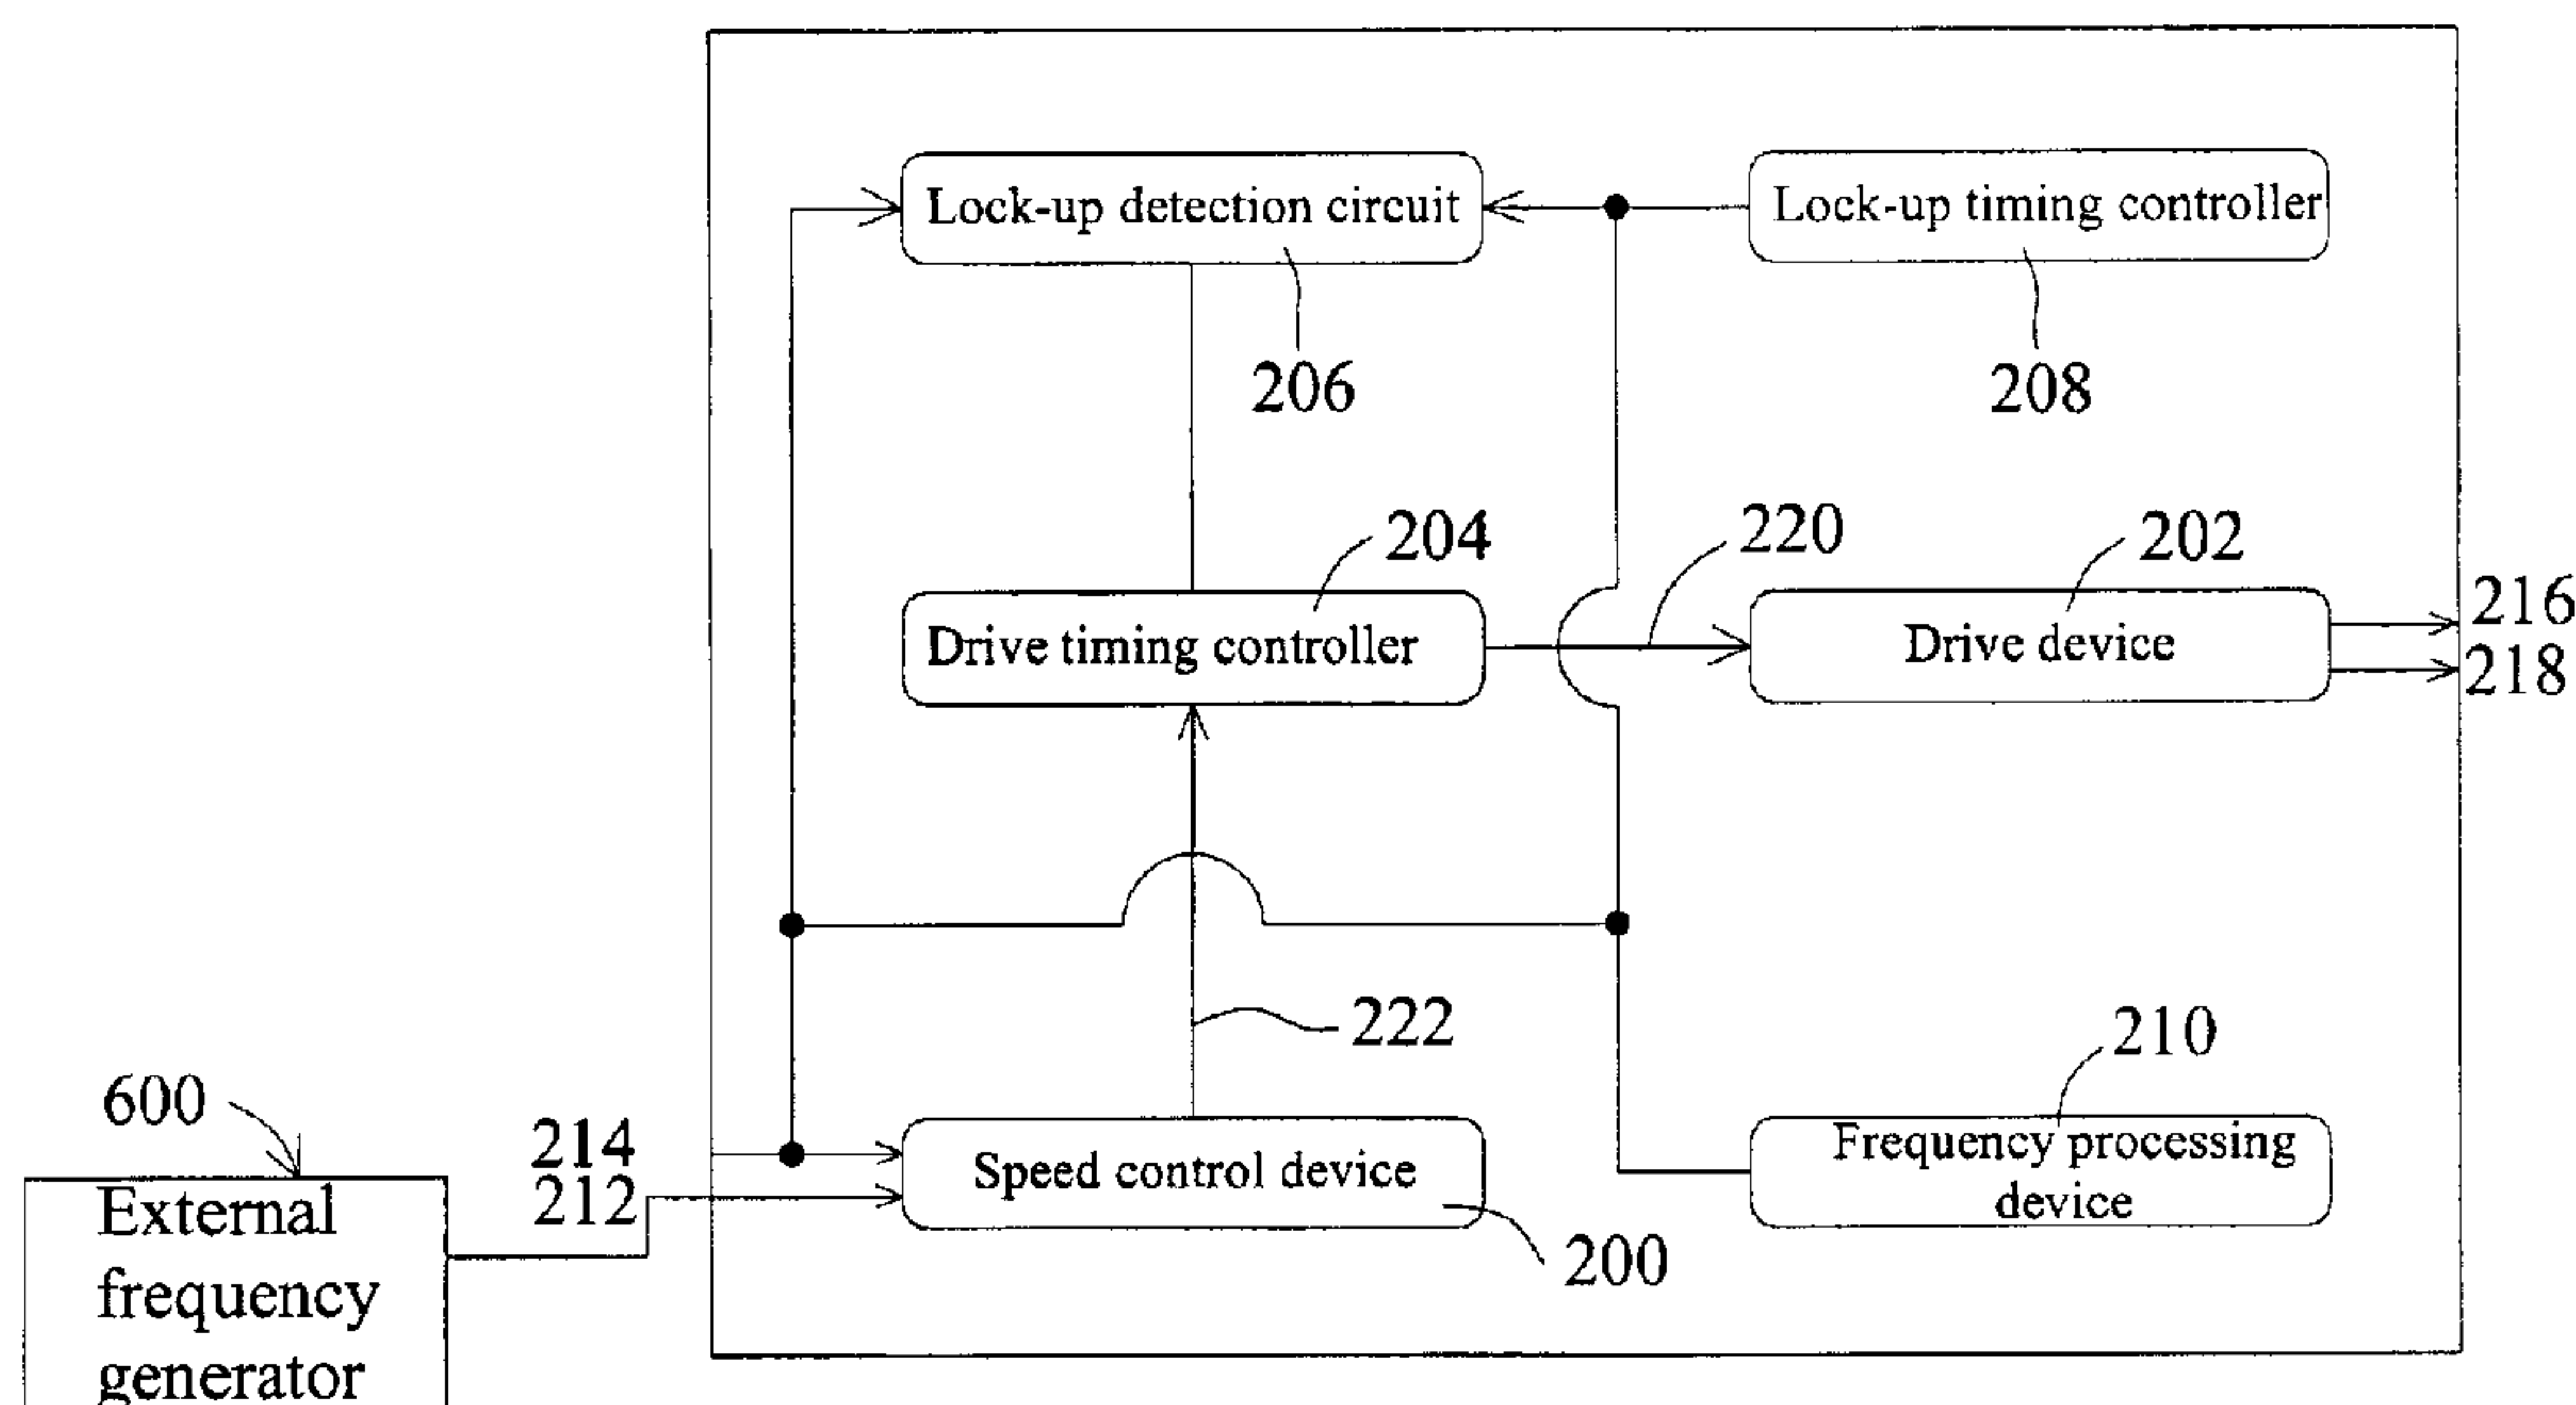 Lock-up detection circuit
Lock-up timing controller
206
208
204
220
202
Drive timing controller
Drive device
216
218
222
210
600
214
212
Speed control device
Frequency processing
device
200
External
frequency
generator